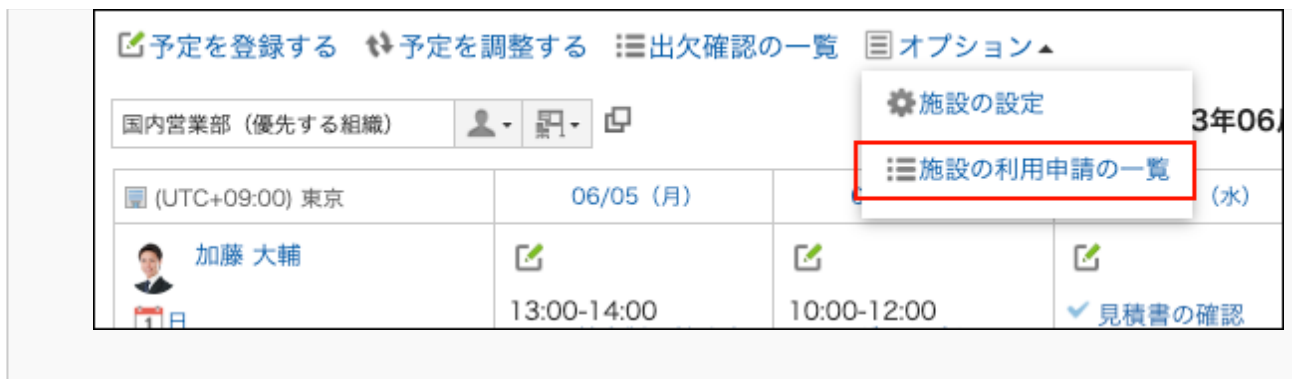 予定を登録する 予定を調整する 出欠確認の一覧 オプション
施設の設定
国内営業部（優先する組織）
3年06
施設の利用申請の一覧
(UTC+09:00) 東京 06/05（月） （水）
加藤 大輔
13:00-14:00 10:00-12:00 見積書の確認
1 日